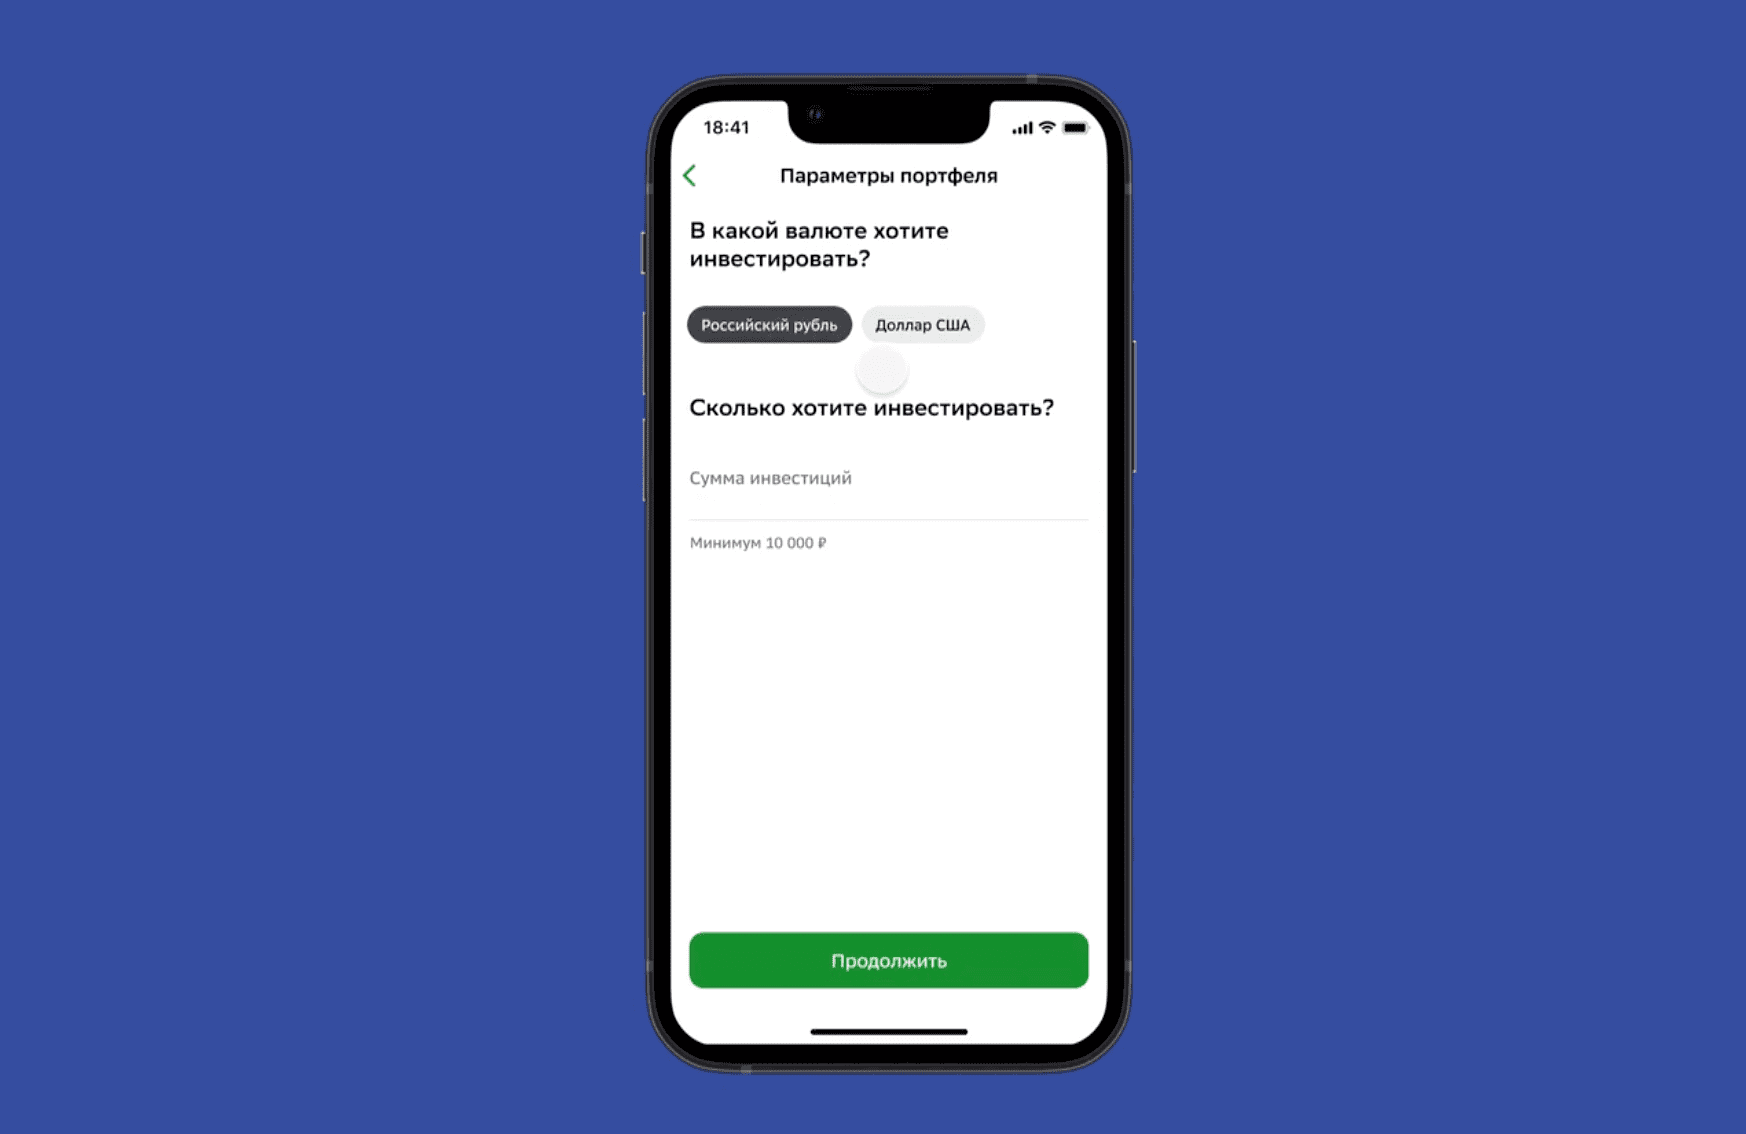 18:41
Параметры портфеля
В какой валюте хотите
инвестировать?
Российский рубль
Доллар США
Сколько хотите инвестировать?
Сумма инвестиций
Минимум 10 000 ₽
Продолжить